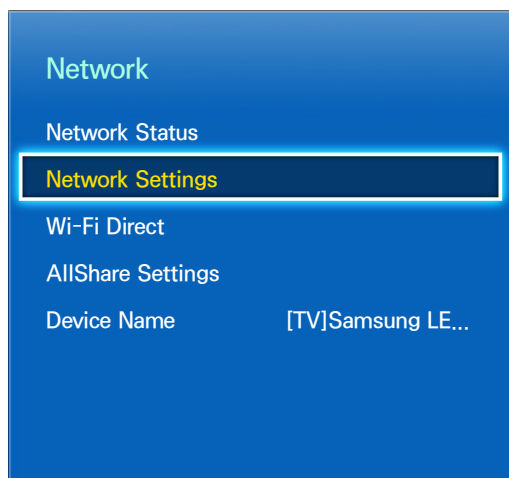 Network
Network Status
Network Settings
Wi-Fi Direct
AllShare Settings
Device Name [TV]Samsung LE...